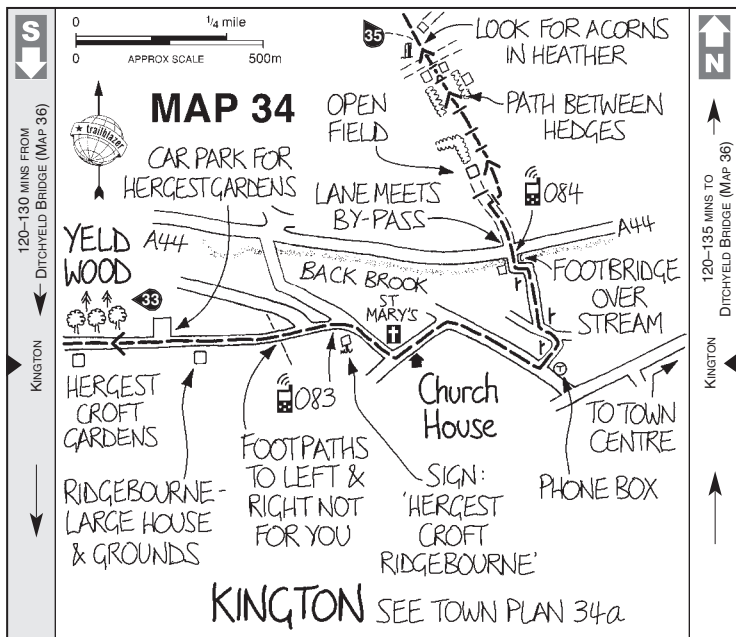 S
120–130 MINS FROM
DITCHYELD BRIDGE (MAP 36)
KINGTON
0
1/4 mile
0
APPROX SCALE
500m
trailblazer
MAP 34
35
LOOK FOR ACORNS
IN HEATHER
OPEN
FIELD
PATH BETWEEN
HEDGES
CAR PARK FOR
HERGEST GARDENS
LANE MEETS
BY-PASS
084
YELD
WOOD
A44
A44
33
BACK BROOK
ST
MARY'S
FOOTBRIDGE
OVER
STREAM
HERGEST
CROFT
GARDENS
083
Church
House
T
TO TOWN
CENTRE
RIDGEBOURNE-
LARGE HOUSE
& GROUNDS
FOOTPATHS
TO LEFT &
RIGHT NOT
FOR YOU
SIGN:
'HERGEST
CROFT
RIDGEBOURNE'
PHONE BOX
KINGTON SEE TOWN PLAN 34a
N
120–135 MINS TO
DITCHYELD BRIDGE (MAP 36)
KINGTON